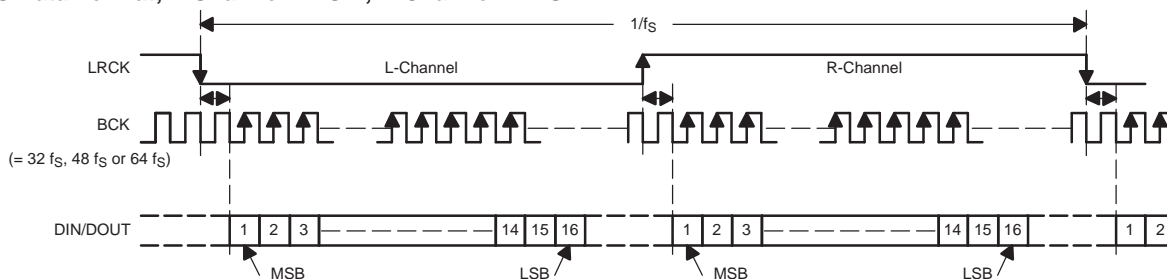 1/fS
LRCK
L-Channel
R-Channel
BCK
(= 32 fS, 48 fS or 64 fS)
DIN/DOUT
1 2 3 14 15 16 1 2 3 14 15 16 1 2
MSB LSB MSB LSB